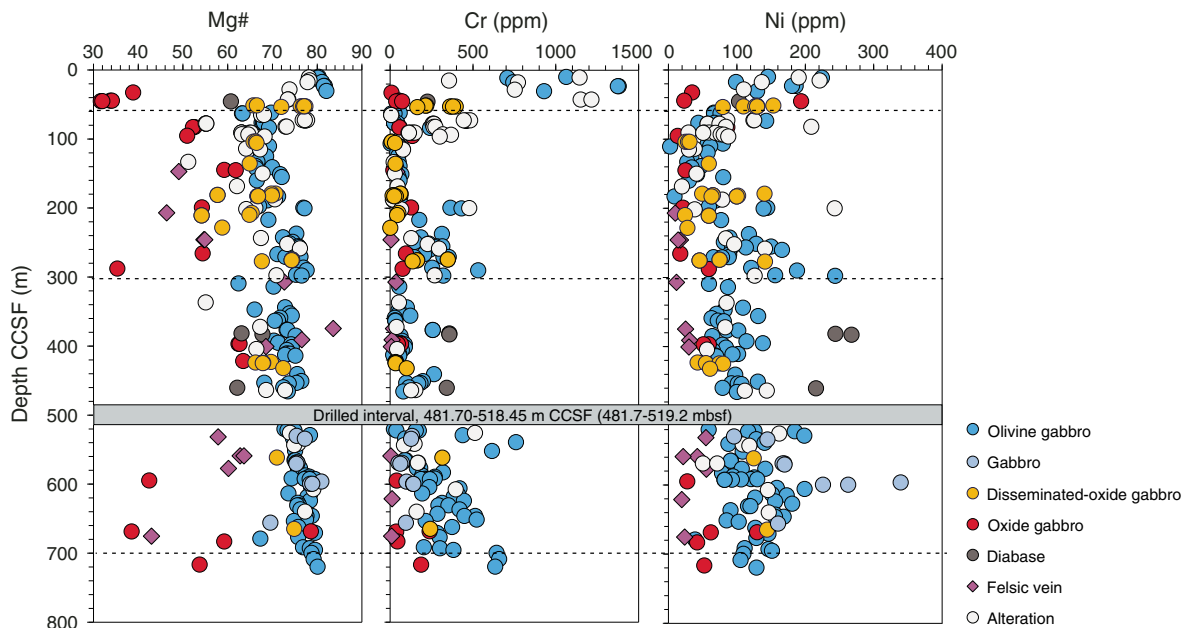 Mg#
Cr (ppm)
Ni (ppm)
30 40 50 60 70 80 90
0 500 1000 1500
0 100 200 300 400
Depth CCSF (m)
0
100
200
300
400
500
600
700
800
Drilled interval, 481.70-518.45 m CCSF (481.7-519.2 mbsf)
Olivine gabbro
Gabbro
Disseminated-oxide gabbro
Oxide gabbro
Diabase
Felsic vein
Alteration